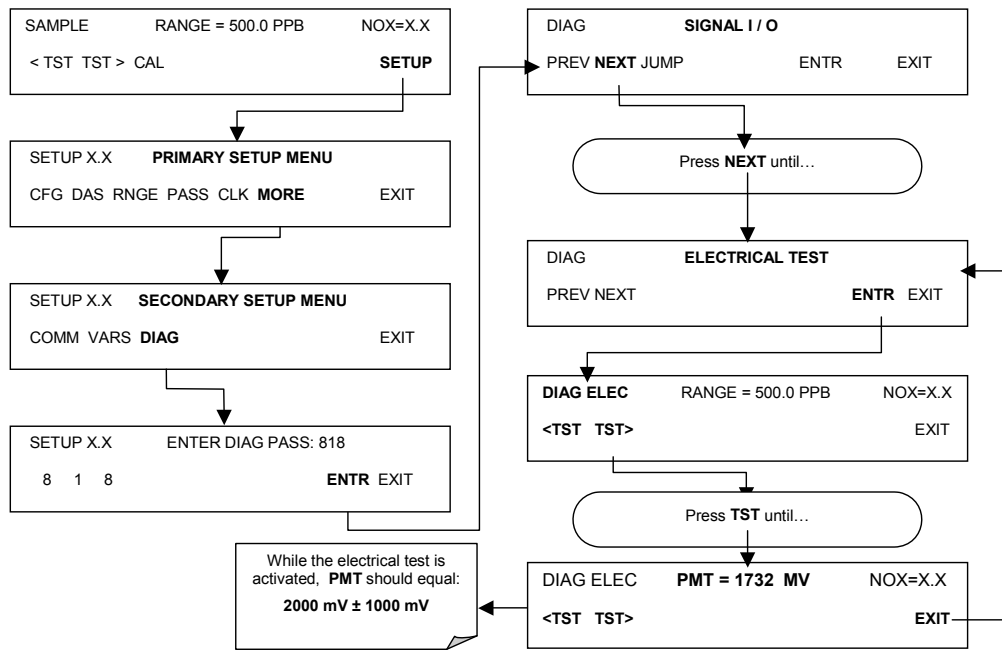 SAMPLE RANGE = 500.0 PPB NOX=X.X
< TST TST > CAL SETUP
SETUP X.X PRIMARY SETUP MENU
CFG DAS RNGE PASS CLK MORE EXIT
SETUP X.X SECONDARY SETUP MENU
COMM VARS DIAG EXIT
SETUP X.X ENTER DIAG PASS: 818
8 1 8 ENTR EXIT
DIAG SIGNAL I / O
PREV NEXT JUMP ENTR EXIT
Press NEXT until…
DIAG ELECTRICAL TEST
PREV NEXT ENTR EXIT
DIAG ELEC RANGE = 500.0 PPB NOX=X.X
<TST TST> EXIT
Press TST until…
DIAG ELEC PMT = 1732 MV NOX=X.X
<TST TST> EXIT
While the electrical test is
activated, PMT should equal:
2000 mV ± 1000 mV